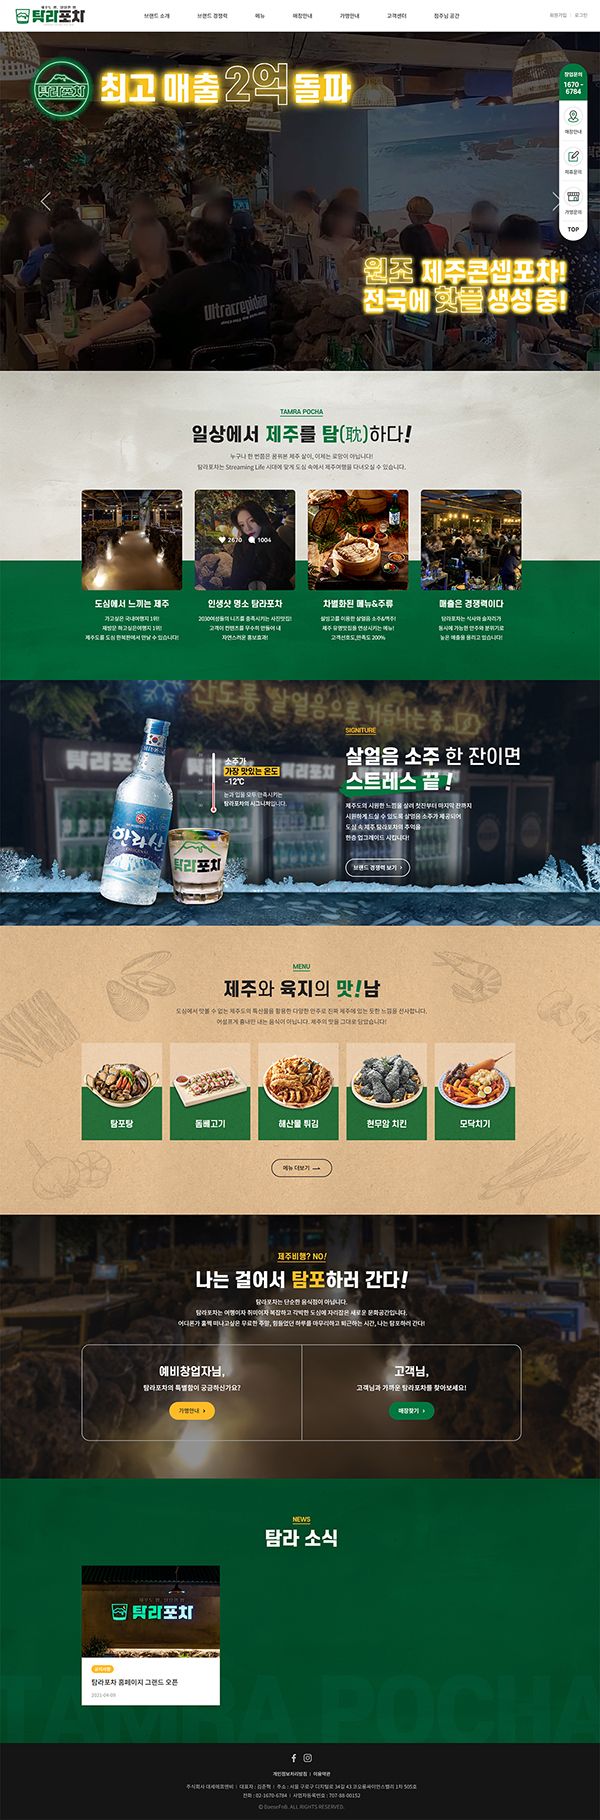 제주도 밤, 낭만은 덤
탐라포차
브랜드 소개
브랜드 경쟁력
메뉴
매장안내
가맹안내
고객센터
점주님 공간
회원가입 | 로그인
탐라포차
최고 매출 2억 돌파
창업문의
1670 -
6784
매장안내
제휴문의
가맹문의
TOP
Ultracrepidarian
원조 제주콘셉포차!
전국에 핫플 생성 중!
TAMRA POCHA
일상에서 제주를 탐(耽)하다!
누구나 한 번쯤은 꿈꿔본 제주 살이, 이제는 로망이 아닙니다!
탐라포차는 Streaming Life 시대에 맞게 도심 속에서 제주여행을 다녀오실 수 있습니다.
2670
1004
도심에서 느끼는 제주
가고싶은 국내여행지 1위!
재방문 하고싶은여행지 1위!
제주도를 도심 한복판에서 만날 수 있습니다!
인생샷 명소 탐라포차
2030여성들의 니즈를 충족시키는 사진맛집!
고객이 컨텐츠를 무수히 만들어 내
자연스러운 홍보효과!
차별화된 메뉴&주류
설빙고를 이용한 살얼음 소주&맥주!
제주 유명맛집을 연상시키는 메뉴!
고객선호도,만족도 200%
매출은 경쟁력이다
탐라포차는 식사와 술자리가
동시에 가능한 안주와 분위기로
높은 매출을 올리고 있습니다!
한라산
탐라포차
소주가
가장 맛있는 온도
-12℃
눈과 입을 모두 만족시키는
탐라포차의 시그니처입니다.
SIGNITURE
살얼음 소주 한 잔이면
스트레스 끝!
제주도의 시원한 느낌을 살려 첫잔부터 마지막 잔까지
시원하게 드실 수 있도록 살얼음 소주가 제공되어
도심 속 제주 탐라포차의 추억을
한층 업그레이드 시킵니다!
브랜드 경쟁력 보기 >
MENU
제주와 육지의 맛!남
도심에서 맛볼 수 없는 제주도의 특산물을 활용한 다양한 안주로 진짜 제주에 있는 듯한 느낌을 선사합니다.
어설프게 흉내만 내는 음식이 아닙니다. 제주의 맛을 그대로 담았습니다!
탐포탕
돔베고기
해산물 튀김
현무암 치킨
모닥치기
메뉴 더보기
제주비행? NO!
나는 걸어서 탐포하러 간다!
탐라포차는 단순한 음식점이 아닙니다.
탐라포차는 여행이자 취미이자 복잡하고 각박한 도심에 자리잡은 새로운 문화공간입니다.
어디론가 훌쩍 떠나고싶은 무료한 주말, 힘들었던 하루를 마무리하고 퇴근하는 시간, 나는 탐포하러 간다!
예비창업자님,
탐라포차의 특별함이 궁금하신가요?
가맹안내 >
고객님,
고객님과 가까운 탐라포차를 찾아보세요!
매장찾기 >
NEWS
탐라 소식
탐라포차
공지사항
탐라포차 홈페이지 그랜드 오픈
2021-04-09
TAMRA POCHA
개인정보처리방침 | 이용약관
주식회사 대세에프앤비 | 대표자 : 김준혁 | 주소 : 서울 구로구 디지털로 34길 43 코오롱싸이언스밸리 1차 505호
전화 : 02-1670-6784 | 사업자등록번호 : 707-88-00152
ⓒ DaeseFnB. ALL RIGHTS RESERVED.